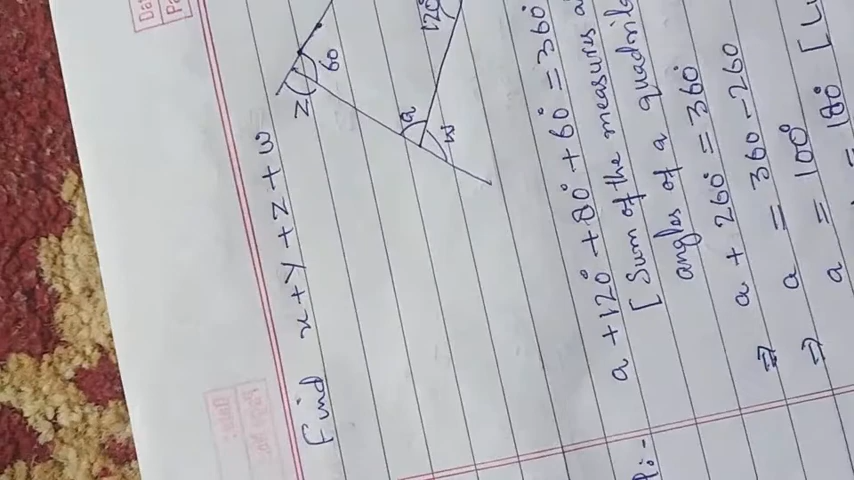 Find x+y+z+w
z
60
120°
a
w
a+120°+80°+60°=360°
[Sum of the measures
angles of a quadril
a + 260° = 360°
⇒ a = 360-260
⇒ a = 100°
a = 180°